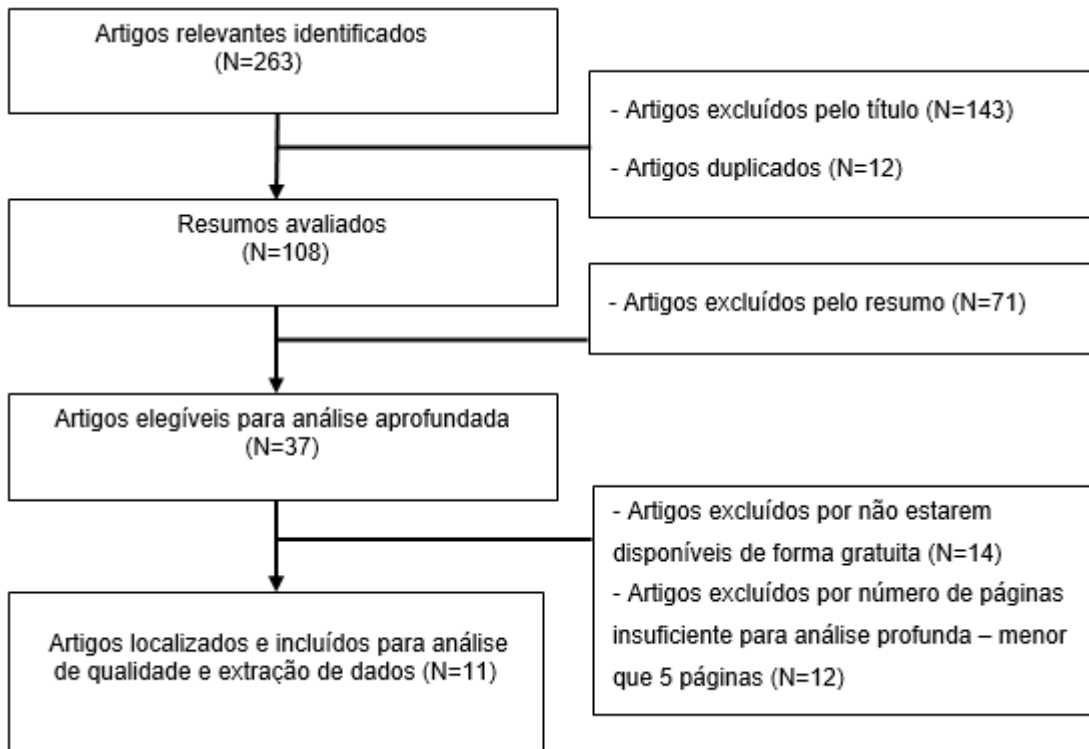 Artigos relevantes identificados
(N=263)
- Artigos excluídos pelo título (N=143)
- Artigos duplicados (N=12)
Resumos avaliados
(N=108)
- Artigos excluídos pelo resumo (N=71)
Artigos elegíveis para análise aprofundada
(N=37)
- Artigos excluídos por não estarem
disponíveis de forma gratuita (N=14)
- Artigos excluídos por número de páginas
insuficiente para análise profunda – menor
que 5 páginas (N=12)
Artigos localizados e incluídos para análise
de qualidade e extração de dados (N=11)